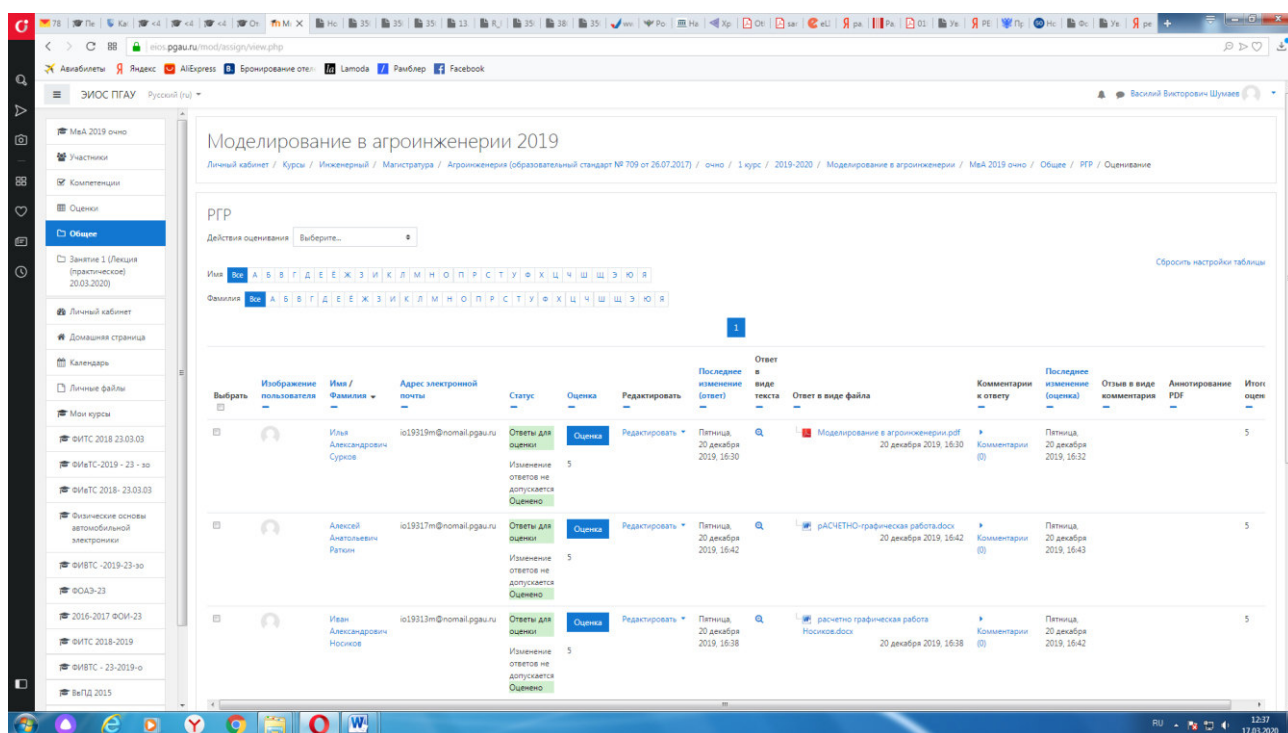 eios.pgau.ru/mod/assign/view.php
Авиабилеты Яндекс AliExpress Бронирование отел Lamoda Рамблер Facebook
ЭИОС ПГАУ Русский (ru)
Василий Викторович Шумаев
МвА 2019 очно
Участники
Компетенции
Оценки
Общее
Занятие 1 (Лекция
(практическое)
20.03.2020)
Личный кабинет
Домашняя страница
Календарь
Личные файлы
Мои курсы
ФИТС 2018 23.03.03
ФИвТС-2019 - 23 - зо
ФИвТС 2018- 23.03.03
Физические основы
автомобильной
электроники
ФИВТС -2019-23-зо
ФОАЭ-23
2016-2017 ФОИ-23
ФИТС 2018-2019
ФИВТС - 23-2019-о
ВвПД 2015
Моделирование в агроинженерии 2019
Личный кабинет / Курсы / Инженерный / Магистратура / Агроинженерия (образовательный стандарт № 709 от 26.07.2017) / очно / 1 курс / 2019-2020 / Моделирование в агроинженерии / МвА 2019 очно / Общее / РГР / Оценивание
РГР
Действия оценивания Выберите...
Сбросить настройки таблицы
Имя Все А Б В Г Д Е Ё Ж З И К Л М Н О П Р С Т У Ф Х Ц Ч Ш Щ Э Ю Я
Фамилия Все А Б В Г Д Е Ё Ж З И К Л М Н О П Р С Т У Ф Х Ц Ч Ш Щ Э Ю Я
1
Выбрать
Изображение
пользователя
Имя /
Фамилия
Адрес электронной
почты
Статус
Оценка
Редактировать
Последнее
изменение
(ответ)
Ответ
в
виде
текста
Ответ в виде файла
Комментарии
к ответу
Последнее
изменение
(оценка)
Отзыв в виде
комментария
Аннотирование
PDF
Итого
оцен
Илья
Александрович
Сурков
io19319m@nomail.pgau.ru
Ответы для
оценки
Изменение
ответов не
допускается
Оценено
Оценка
5
Редактировать
Пятница,
20 декабря
2019, 16:30
Моделирование в агроинженерии.pdf
20 декабря 2019, 16:30
Комментарии
(0)
Пятница,
20 декабря
2019, 16:32
5
Алексей
Анатольевич
Раткин
io19317m@nomail.pgau.ru
Ответы для
оценки
Изменение
ответов не
допускается
Оценено
Оценка
5
Редактировать
Пятница,
20 декабря
2019, 16:42
рАСЧЕТНО-графическая работа.docx
20 декабря 2019, 16:42
Комментарии
(0)
Пятница,
20 декабря
2019, 16:43
5
Иван
Александрович
Носиков
io19313m@nomail.pgau.ru
Ответы для
оценки
Изменение
ответов не
допускается
Оценено
Оценка
5
Редактировать
Пятница,
20 декабря
2019, 16:38
расчетно графическая работа
Носиков.docx
20 декабря 2019, 16:38
Комментарии
(0)
Пятница,
20 декабря
2019, 16:42
5
RU
12:37
17.03.2020